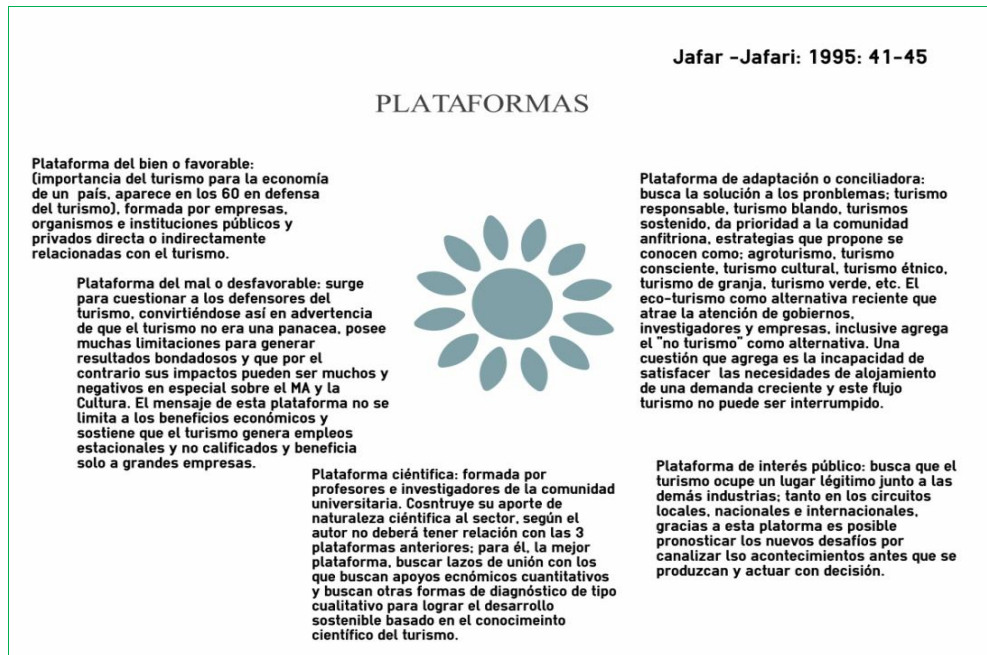 Jafar -Jafari: 1995: 41-45
PLATAFORMAS
Plataforma del bien o favorable:
(importancia del turismo para la economía
de un país, aparece en los 60 en defensa
del turismo), formada por empresas,
organismos e instituciones públicos y
privados directa o indirectamente
relacionadas con el turismo.
Plataforma del mal o desfavorable: surge
para cuestionar a los defensores del
turismo, convirtiéndose así en advertencia
de que el turismo no era una panacea, posee
muchas limitaciones para generar
resultados bondadosos y que por el
contrario sus impactos pueden ser muchos y
negativos en especial sobre el MA y la
Cultura. El mensaje de esta plataforma no se
limita a los beneficios económicos y
sostiene que el turismo genera empleos
estacionales y no calificados y beneficia
solo a grandes empresas.
Plataforma ciéntifica: formada por
profesores e investigadores de la comunidad
universitaria. Cosntruye su aporte de
naturaleza ciéntifica al sector, según el
autor no deberá tener relación con las 3
plataformas anteriores; para él, la mejor
plataforma, buscar lazos de unión con los
que buscan apoyos ecnómicos cuantitativos
y buscan otras formas de diagnóstico de tipo
cualitativo para lograr el desarrollo
sostenible basado en el conocimeinto
científico del turismo.
Plataforma de adaptación o conciliadora:
busca la solución a los pronblemas; turismo
responsable, turismo blando, turismos
sostenido, da prioridad a la comunidad
anfitriona, estrategias que propone se
conocen como; agroturismo, turismo
consciente, turismo cultural, turismo étnico,
turismo de granja, turismo verde, etc. El
eco-turismo como alternativa reciente que
atrae la atención de gobiernos,
investigadores y empresas, inclusive agrega
el "no turismo" como alternativa. Una
cuestión que agrega es la incapacidad de
satisfacer las necesidades de alojamiento
de una demanda creciente y este flujo
turismo no puede ser interrumpido.
Plataforma de interés público: busca que el
turismo ocupe un lugar légitimo junto a las
demás industrias; tanto en los circuitos
locales, nacionales e internacionales,
gracias a esta platorma es posible
pronosticar los nuevos desafíos por
canalizar lso acontecimientos antes que se
produzcan y actuar con decisión.